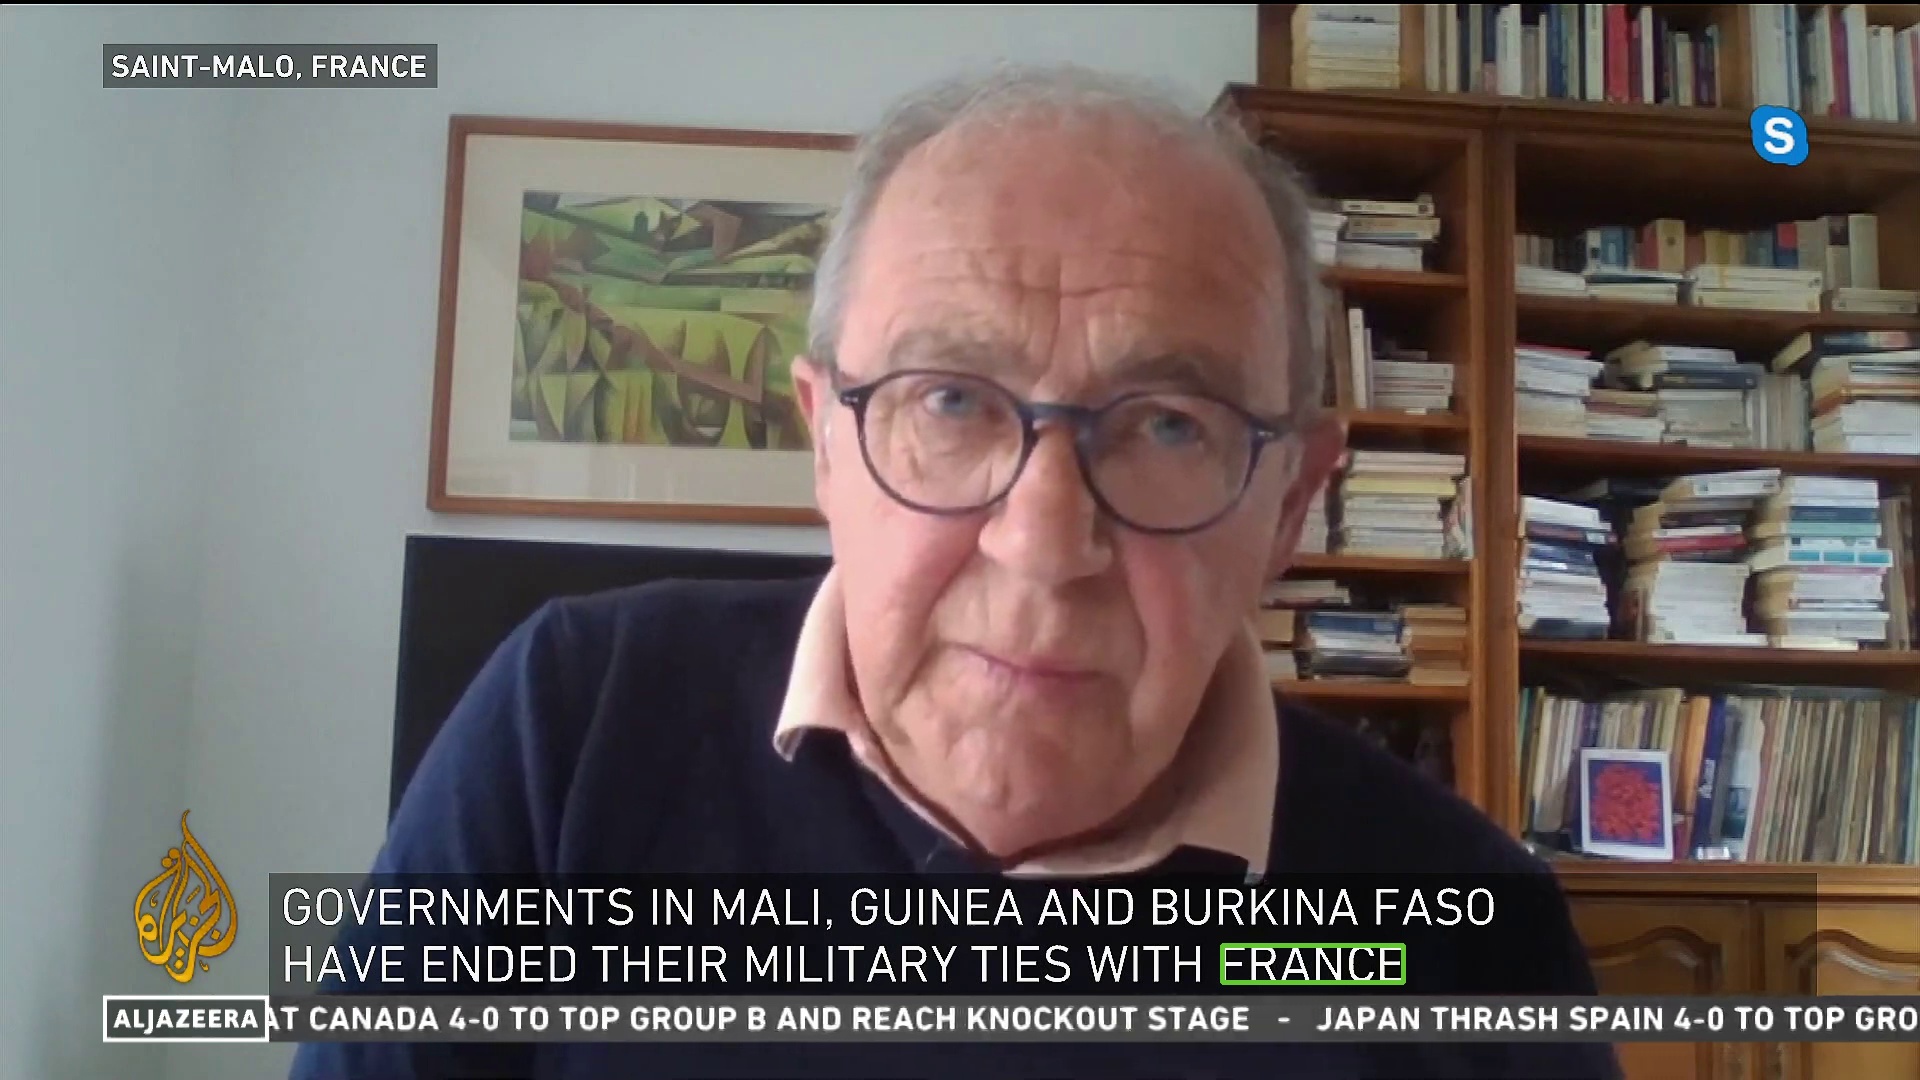 SAINT-MALO, FRANCE
S
GOVERNMENTS IN MALI, GUINEA AND BURKINA FASO
HAVE ENDED THEIR MILITARY TIES WITH FRANCE
ALJAZEERA
AT CANADA 4-0 TO TOP GROUP B AND REACH KNOCKOUT STAGE - JAPAN THRASH SPAIN 4-0 TO TOP GRO